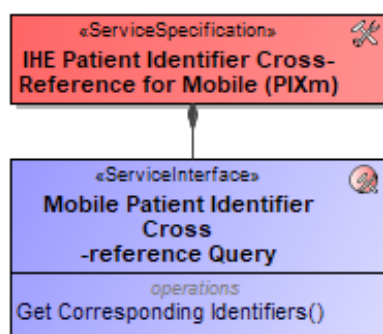 «ServiceSpecification»
IHE Patient Identifier Cross-
Reference for Mobile (PIXm)
«ServiceInterface»
Mobile Patient Identifier
Cross
-reference Query
operations
Get Corresponding Identifiers()